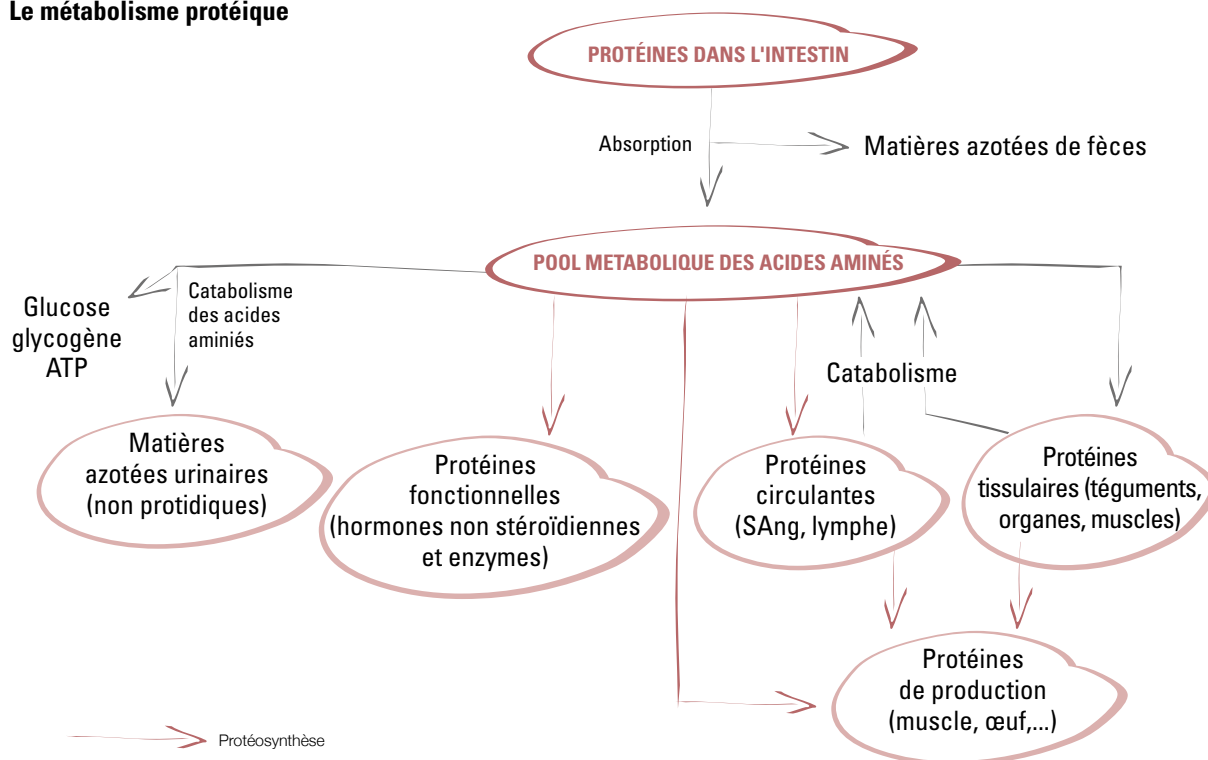 Le métabolisme protéique
PROTÉINES DANS L'INTESTIN
Absorption
Matières azotées de fèces
POOL METABOLIQUE DES ACIDES AMINÉS
Glucose
glycogène
ATP
Catabolisme
des acides
aminiés
Catabolisme
Matières
azotées urinaires
(non protidiques)
Protéines
fonctionnelles
(hormones non stéroïdiennes
et enzymes)
Protéines
circulantes
(SAng, lymphe)
Protéines
tissulaires (téguments,
organes, muscles)
Protéines
de production
(muscle, œuf,...)
Protéosynthèse